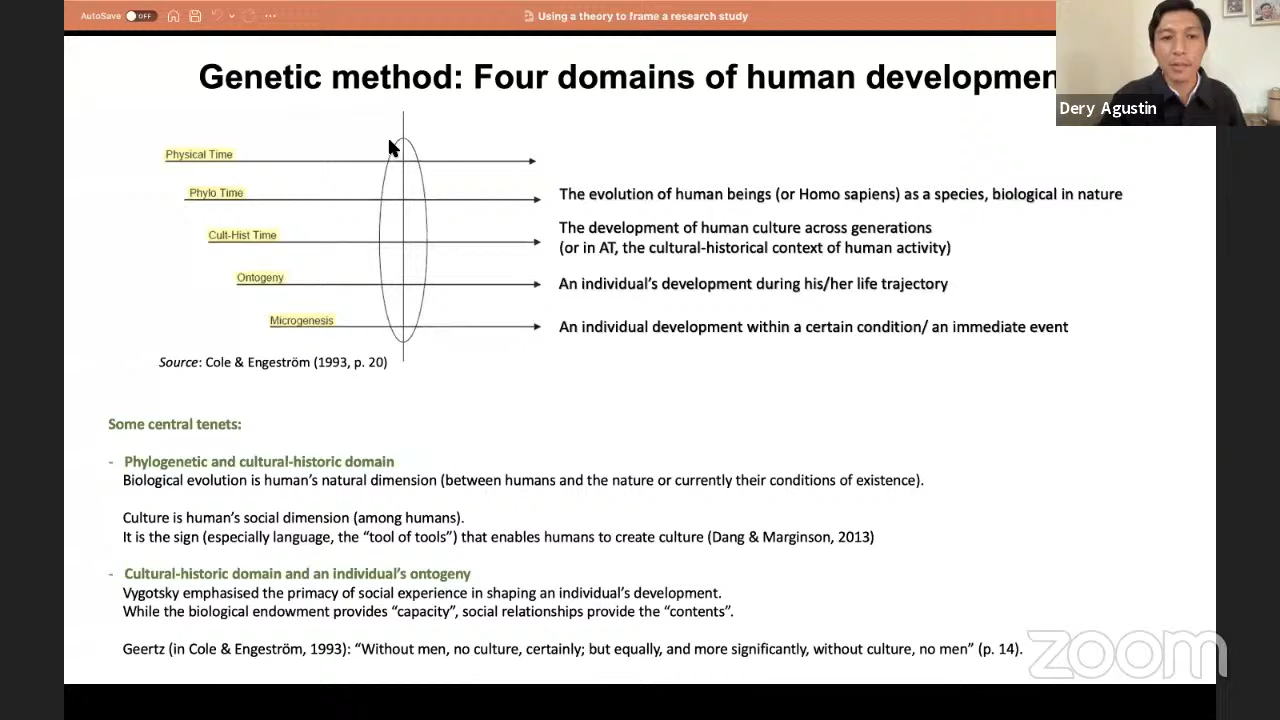 AutoSave OFF
Using a theory to frame a research study
Genetic method: Four domains of human developmen
Dery Agustin
Physical Time
Phylo Time
The evolution of human beings (or Homo sapiens) as a species, biological in nature
Cult-Hist Time
The development of human culture across generations
(or in AT, the cultural-historical context of human activity)
Ontogeny
An individual's development during his/her life trajectory
Microgenesis
An individual development within a certain condition/ an immediate event
Source: Cole & Engeström (1993, p. 20)
Some central tenets:
- Phylogenetic and cultural-historic domain
Biological evolution is human's natural dimension (between humans and the nature or currently their conditions of existence).
Culture is human's social dimension (among humans).
It is the sign (especially language, the “tool of tools”) that enables humans to create culture (Dang & Marginson, 2013)
- Cultural-historic domain and an individual's ontogeny
Vygotsky emphasised the primacy of social experience in shaping an individual's development.
While the biological endowment provides “capacity”, social relationships provide the “contents”.
Geertz (in Cole & Engeström, 1993): “Without men, no culture, certainly; but equally, and more significantly, without culture, no men” (p. 14).
zoom